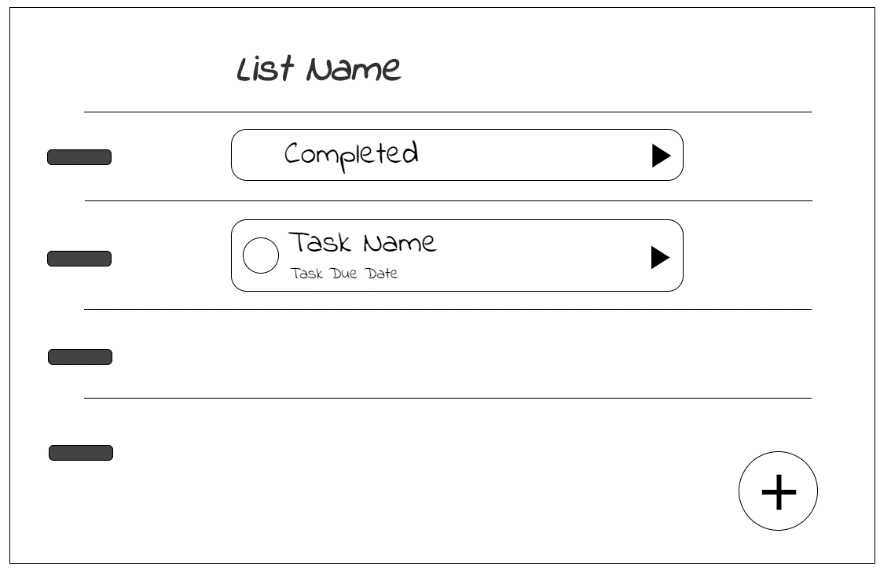 List Name
Completed
Task Name
Task Due Date